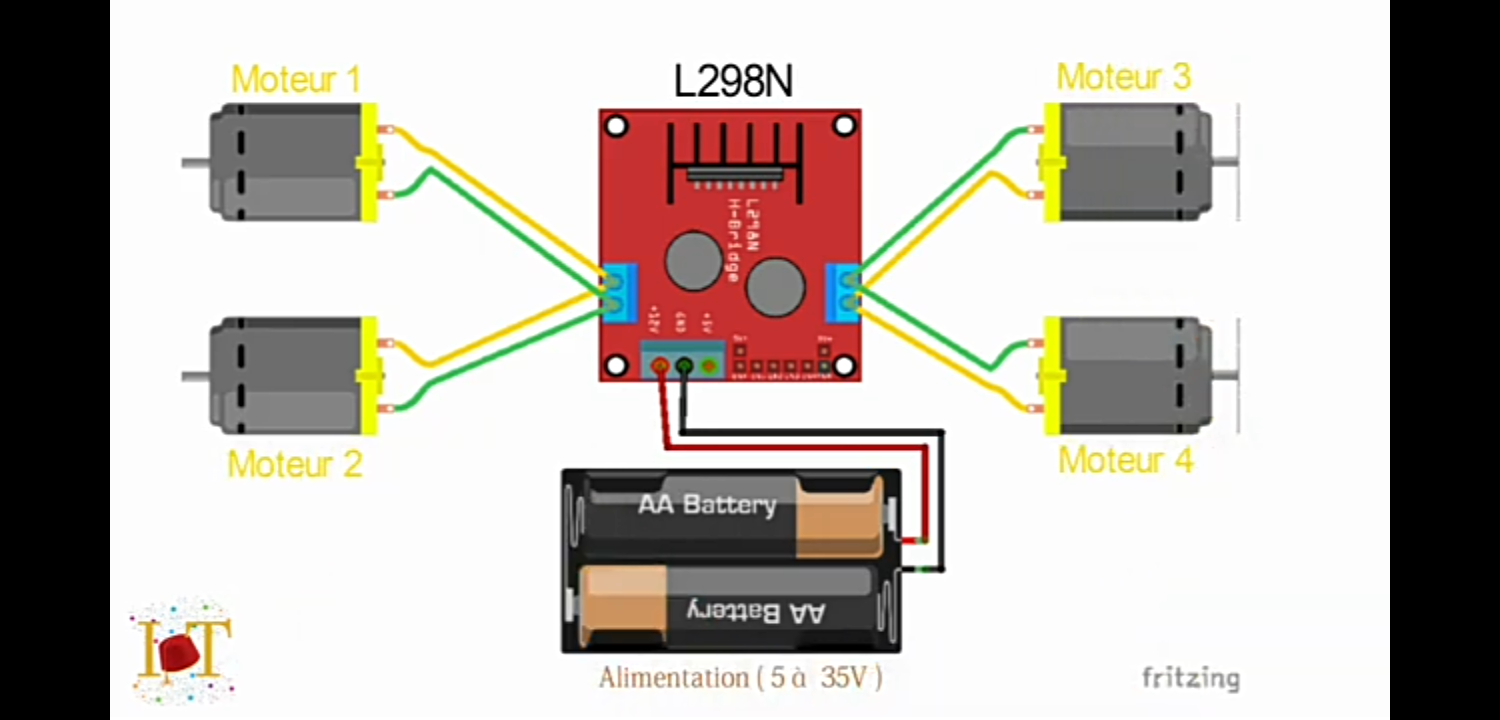 Moteur 1
L298N
Moteur 3
L298N
H-Bridge
+12V
GND
+5V
Moteur 2
Moteur 4
AA Battery
AA Battery
Alimentation ( 5 à 35V )
IoT
fritzing